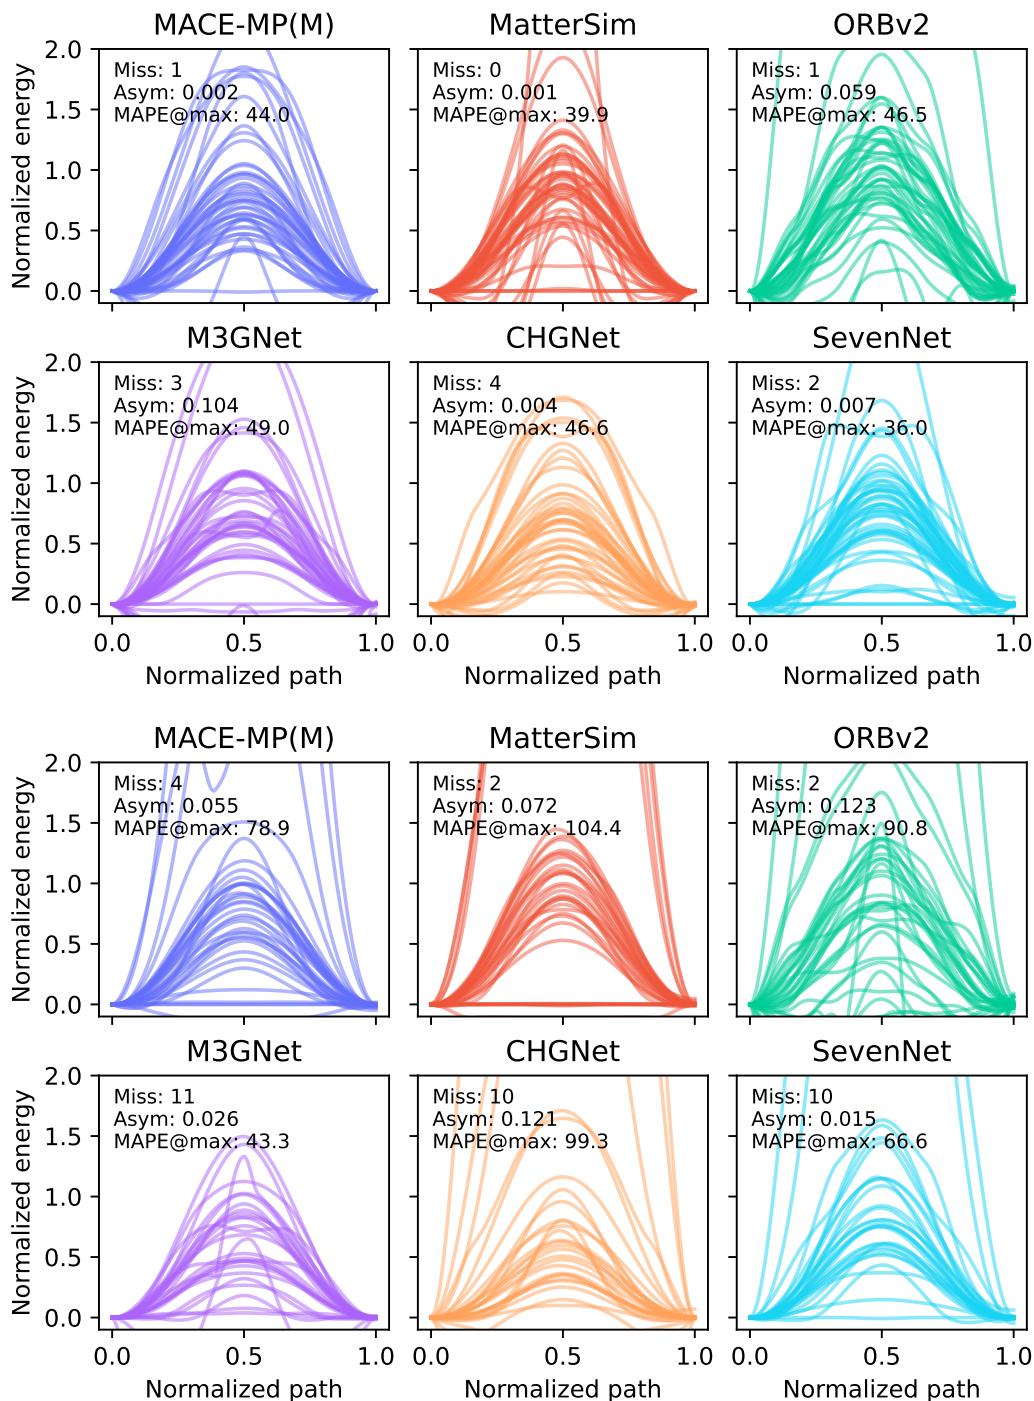 MACE-MP(M) MatterSim ORBv2
Normalized energy
2.0
1.5
1.0
0.5
0.0
Miss: 1
Asym: 0.002
MAPE@max: 44.0
Miss: 0
Asym: 0.001
MAPE@max: 39.9
Miss: 1
Asym: 0.059
MAPE@max: 46.5
M3GNet CHGNet SevenNet
Normalized energy
2.0
1.5
1.0
0.5
0.0
Miss: 3
Asym: 0.104
MAPE@max: 49.0
Miss: 4
Asym: 0.004
MAPE@max: 46.6
Miss: 2
Asym: 0.007
MAPE@max: 36.0
0.0 0.5 1.0 0.0 0.5 1.0 0.0 0.5 1.0
Normalized path Normalized path Normalized path
MACE-MP(M) MatterSim ORBv2
Normalized energy
2.0
1.5
1.0
0.5
0.0
Miss: 4
Asym: 0.055
MAPE@max: 78.9
Miss: 2
Asym: 0.072
MAPE@max: 104.4
Miss: 2
Asym: 0.123
MAPE@max: 90.8
M3GNet CHGNet SevenNet
Normalized energy
2.0
1.5
1.0
0.5
0.0
Miss: 11
Asym: 0.026
MAPE@max: 43.3
Miss: 10
Asym: 0.121
MAPE@max: 99.3
Miss: 10
Asym: 0.015
MAPE@max: 66.6
0.0 0.5 1.0 0.0 0.5 1.0 0.0 0.5 1.0
Normalized path Normalized path Normalized path